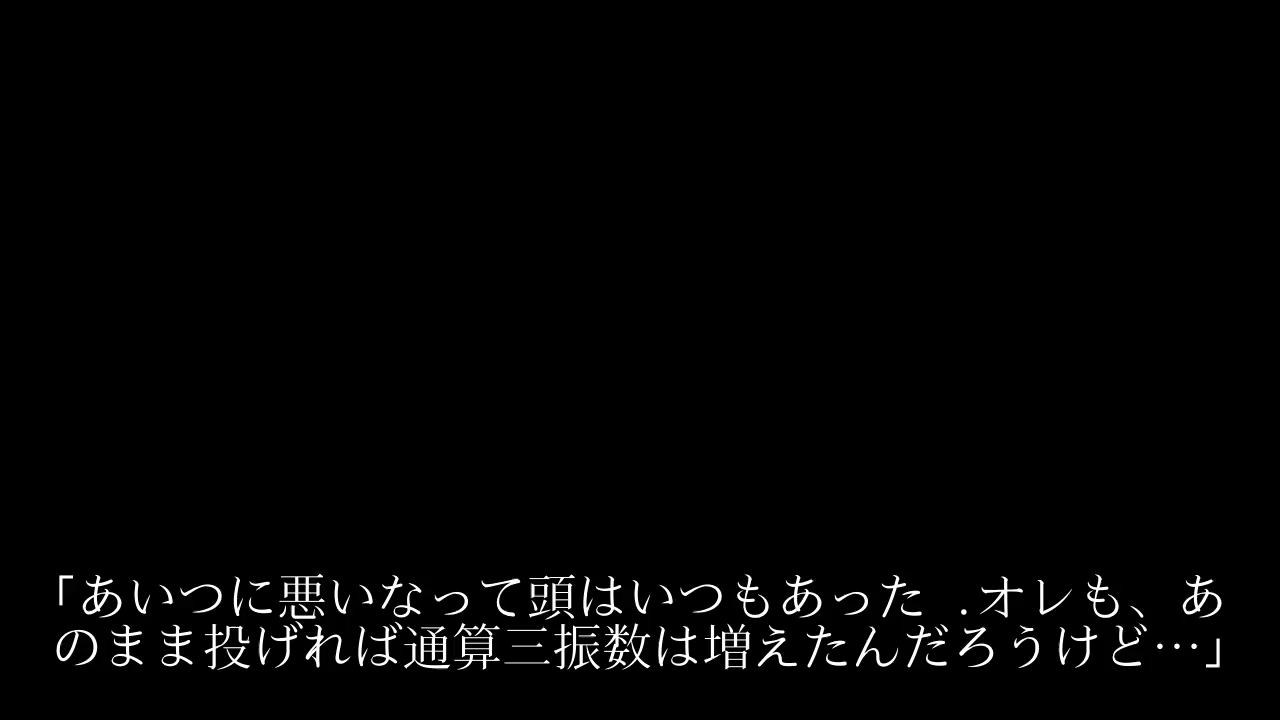 「あいつに悪いなって頭はいつもあった .オレも、あ
のまま投げれば通算三振数は増えたんだろうけど…」